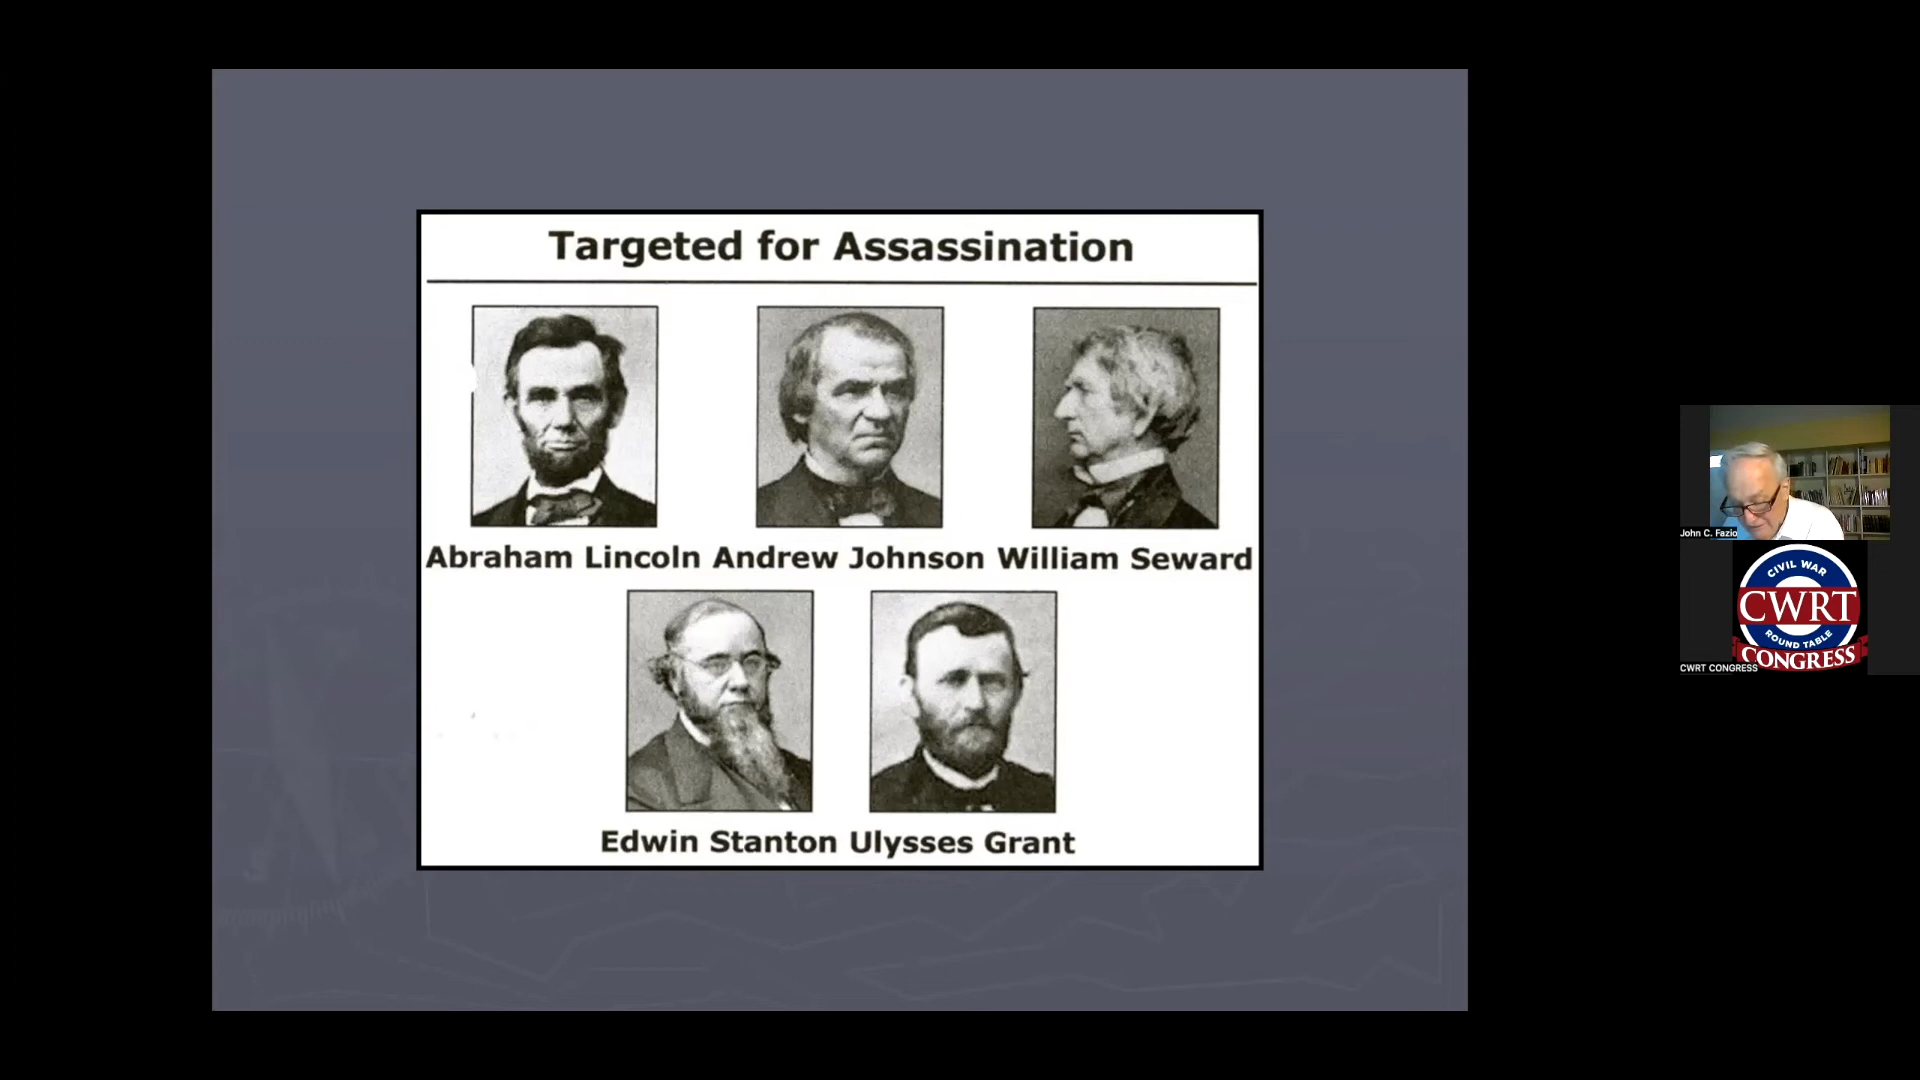 Targeted for Assassination
Abraham Lincoln Andrew Johnson William Seward
Edwin Stanton Ulysses Grant
John C. Fazio
CIVIL WAR
CWRT
ROUND TABLE
CONGRESS
CWRT CONGRESS